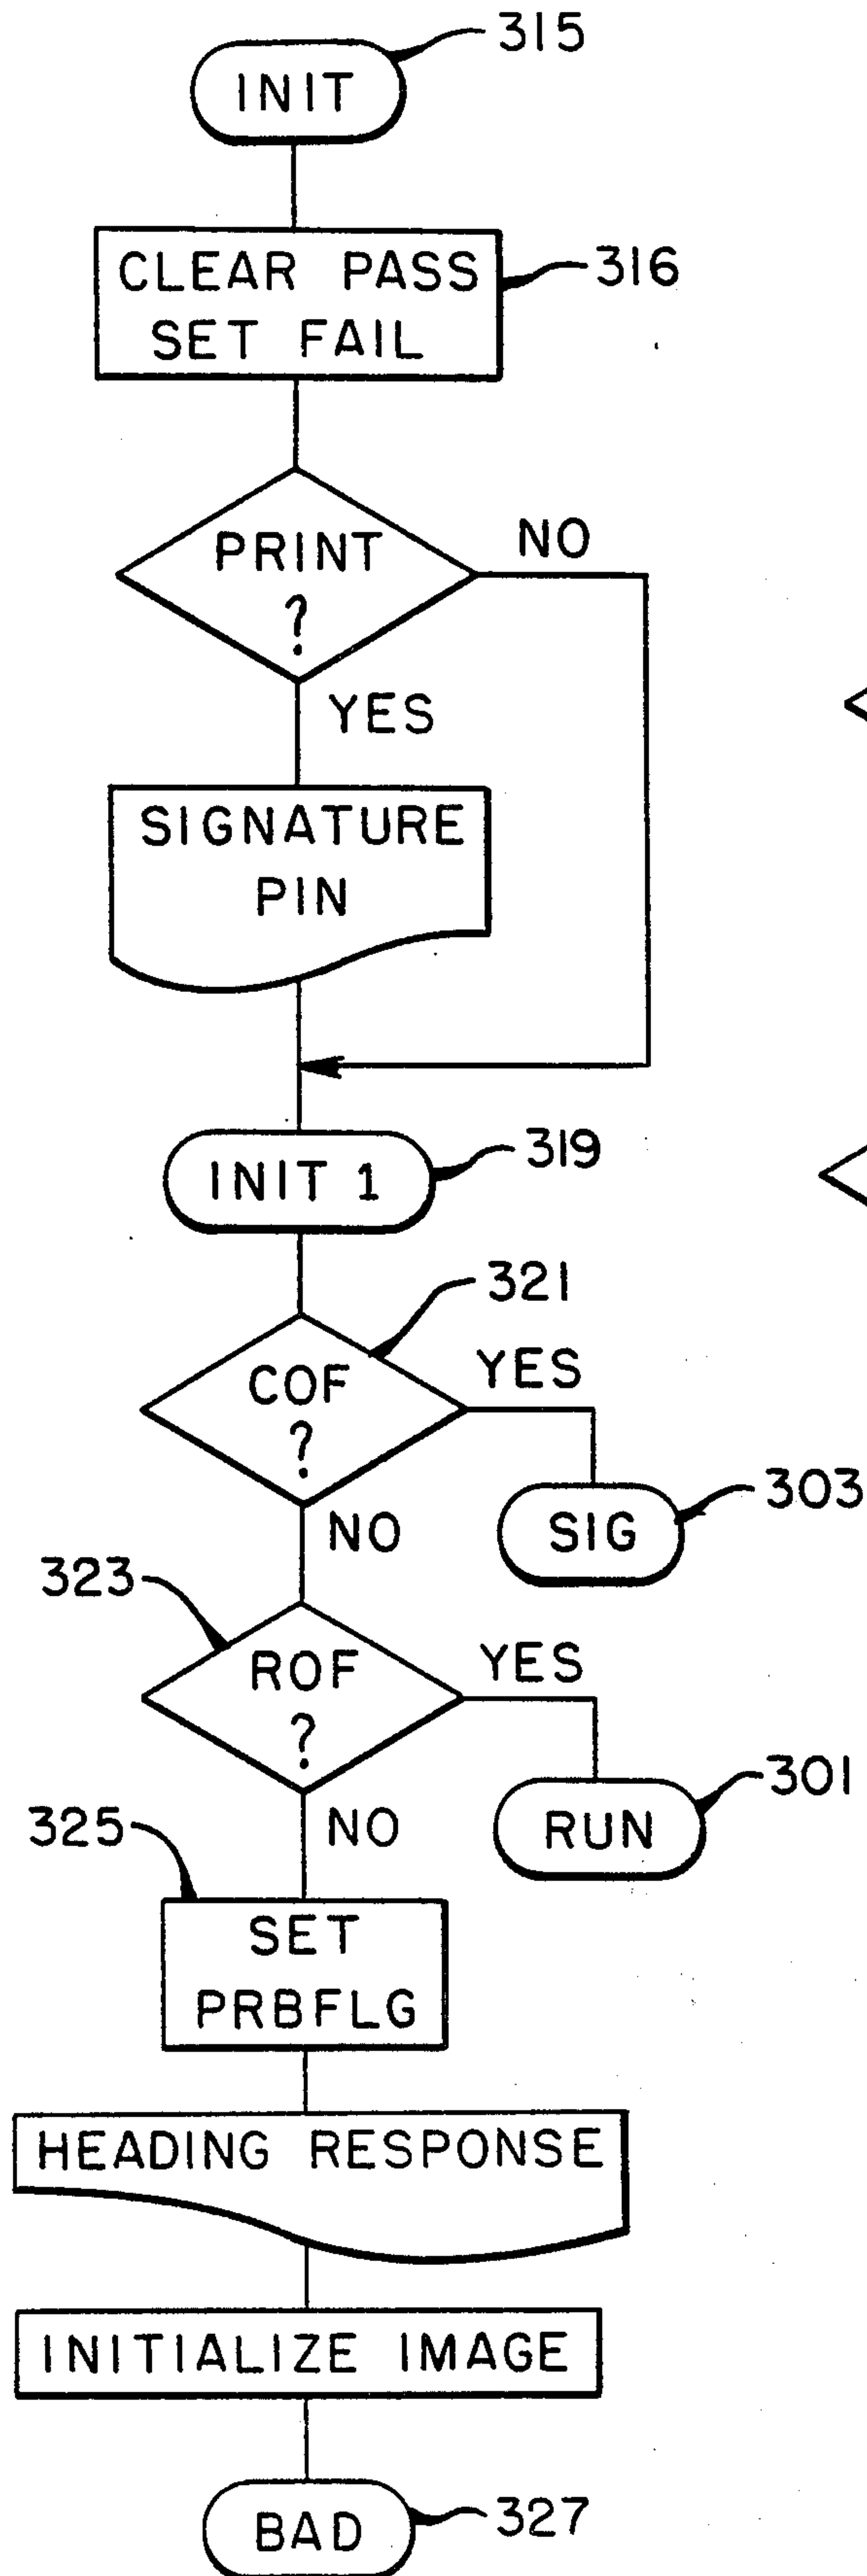 315
INIT
CLEAR PASS
SET FAIL
316
PRINT
?
NO
YES
SIGNATURE
PIN
INIT 1
319
321
COF
?
YES
NO
SIG
303
323
ROF
?
YES
NO
RUN
301
325
SET
PRBFLG
HEADING RESPONSE
INITIALIZE IMAGE
BAD
327